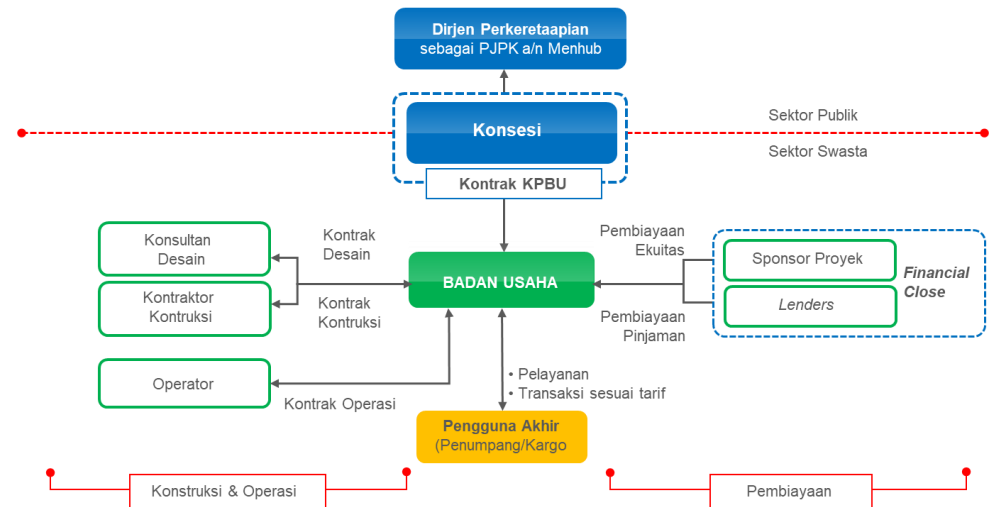 Dirjen Perkeretaapian
sebagai PJPK a/n Menhub
Konsesi
Kontrak KPBU
Sektor Publik
Sektor Swasta
Konsultan
Desain
Kontraktor
Kontruksi
Operator
Kontrak
Desain
Kontrak
Kontruksi
Kontrak Operasi
BADAN USAHA
Pembiayaan
Ekuitas
Pembiayaan
Pinjaman
Sponsor Proyek
Lenders
Financial
Close
• Pelayanan
• Transaksi sesuai tarif
Pengguna Akhir
(Penumpang/Kargo
Konstruksi & Operasi
Pembiayaan